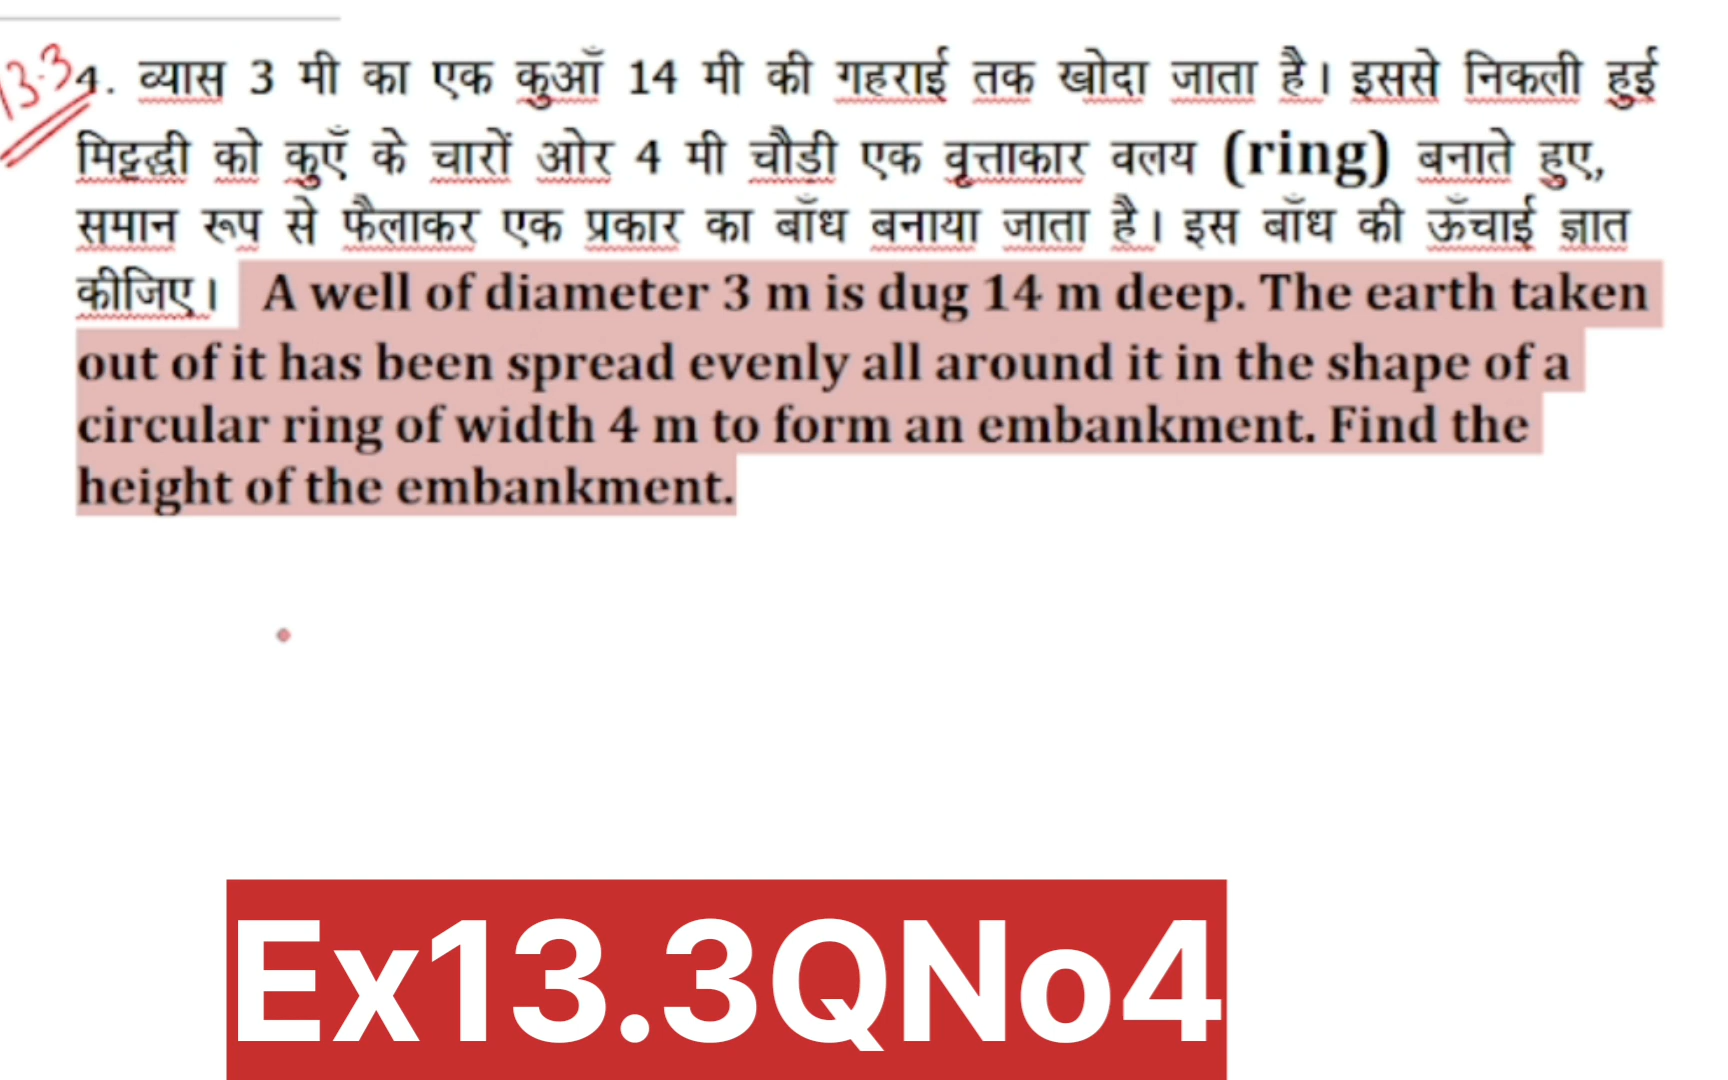 13.3
4. व्यास 3 मी का एक कुआँ 14 मी की गहराई तक खोदा जाता है। इससे निकली हुई
मिट्टद्धी को कुएँ के चारों ओर 4 मी चौड़ी एक वृत्ताकार वलय (ring) बनाते हुए,
समान रूप से फैलाकर एक प्रकार का बाँध बनाया जाता है। इस बाँध की ऊँचाई ज्ञात
कीजिए। A well of diameter 3 m is dug 14 m deep. The earth taken
out of it has been spread evenly all around it in the shape of a
circular ring of width 4 m to form an embankment. Find the
height of the embankment.
Ex13.3QNo4